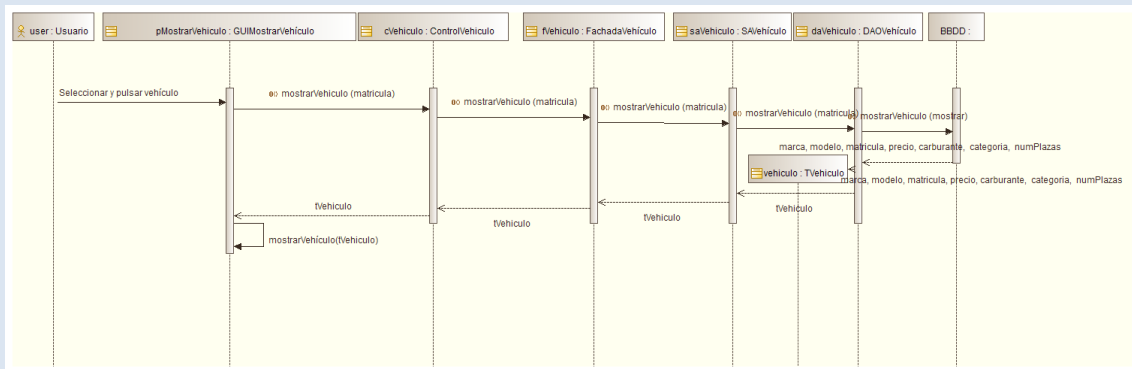 user : Usuario
pMostrarVehiculo : GUIMostrarVehículo
cVehiculo : ControlVehiculo
fVehiculo : FachadaVehículo
saVehiculo : SAVehículo
daVehiculo : DAOVehículo
BBDD :
Seleccionar y pulsar vehículo
mostrarVehiculo (matricula)
mostrarVehiculo (matricula)
mostrarVehiculo (matricula)
mostrarVehiculo (matricula)
mostrarVehiculo (mostrar)
marca, modelo, matricula, precio, carburante, categoria, numPlazas
vehiculo : TVehiculo
marca, modelo, matricula, precio, carburante, categoria, numPlazas
tVehiculo
tVehiculo
tVehiculo
tVehiculo
mostrarVehículo(tVehiculo)